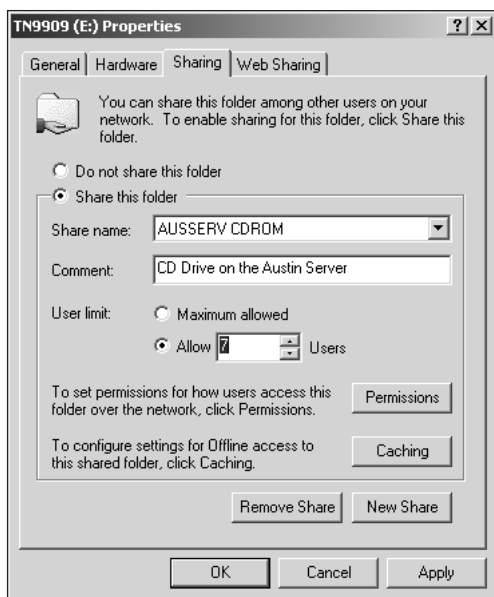 TN9909 (E:) Properties
General
Hardware
Sharing
Web Sharing
You can share this folder among other users on your
network. To enable sharing for this folder, click Share this
folder.
Do not share this folder
Share this folder
Share name: AUSSERV CDROM
Comment: CD Drive on the Austin Server
User limit: Maximum allowed
Allow 7 Users
To set permissions for how users access this
folder over the network, click Permissions.
Permissions
To configure settings for Offline access to
this shared folder, click Caching.
Caching
Remove Share
New Share
OK
Cancel
Apply